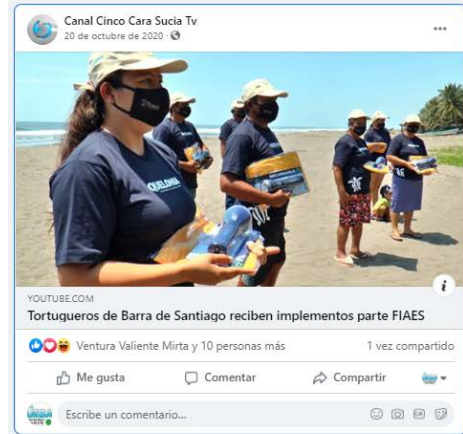 Canal Cinco Cara Sucia Tv
20 de octubre de 2020 ·
QUELONIA
YOUTUBE.COM
Tortugueros de Barra de Santiago reciben implementos parte FIAES
Ventura Valiente Mirta y 10 personas más
1 vez compartido
Me gusta
Comentar
Compartir
Escribe un comentario...